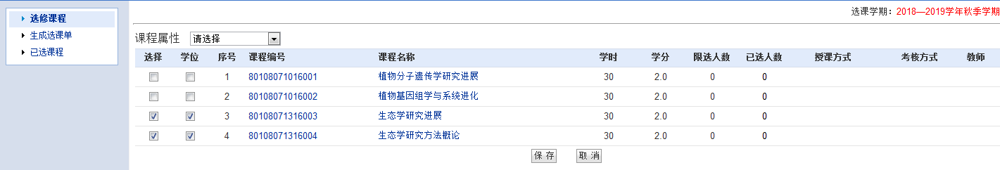 选修课程
生成选课单
已选课程
选课学期：2018—2019学年秋季学期
课程属性 请选择
选择 学位 序号 课程编号 课程名称 学时 学分 限选人数 已选人数 授课方式 考核方式 教师
1 80108071016001 植物分子遗传学研究进展 30 2.0 0 0
2 80108071016002 植物基因组学与系统进化 30 2.0 0 0
3 80108071316003 生态学研究进展 30 2.0 0 0
4 80108071316004 生态学研究方法概论 30 2.0 0 0
保 存 取 消